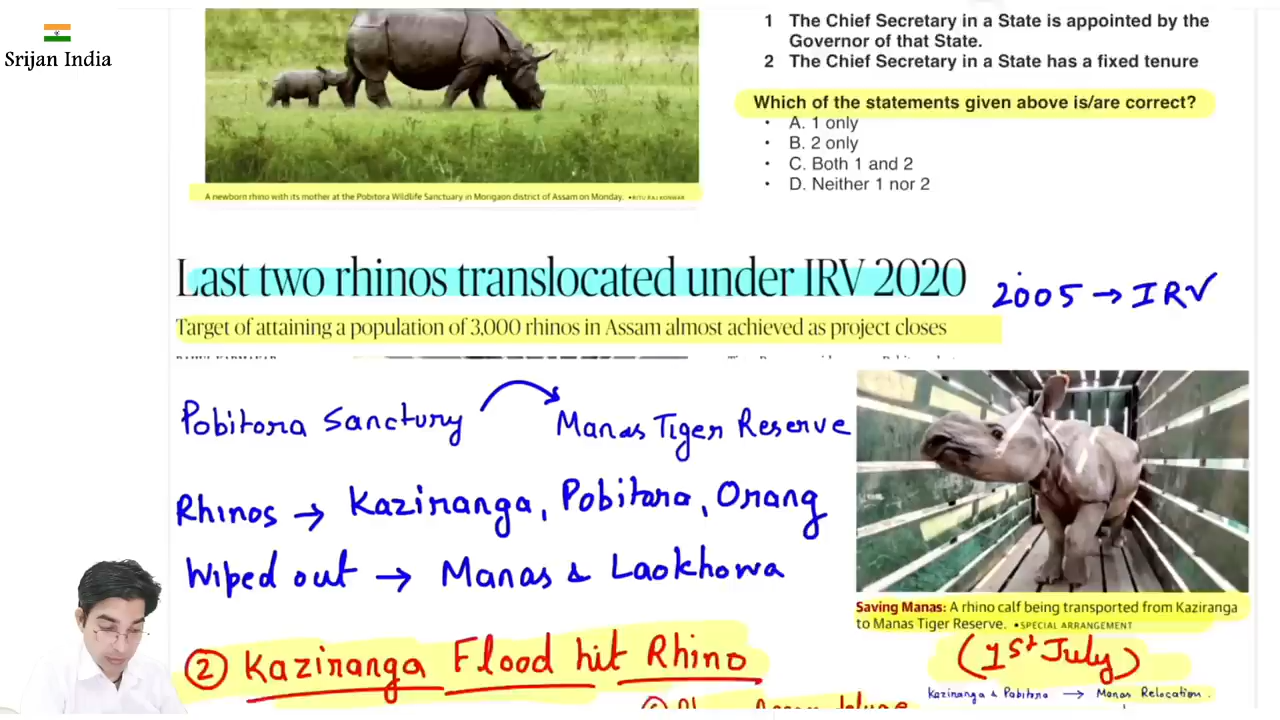 Srijan India
1 The Chief Secretary in a State is appointed by the
Governor of that State.
2 The Chief Secretary in a State has a fixed tenure
Which of the statements given above is/are correct?
• A. 1 only
• B. 2 only
• C. Both 1 and 2
• D. Neither 1 nor 2
A newborn rhino with its mother at the Pobitora Wildlife Sanctuary in Morigaon district of Assam on Monday. •RITU RAJ KONWAR
Last two rhinos translocated under IRV 2020
2005 → IRV
Target of attaining a population of 3,000 rhinos in Assam almost achieved as project closes
Pobitora Sanctury → Manas Tiger Reserve
Rhinos → Kaziranga, Pobitara, Orang
Wiped out → Manas & Laokhowa
Saving Manas: A rhino calf being transported from Kaziranga
to Manas Tiger Reserve. •SPECIAL ARRANGEMENT
② Kaziranga Flood hit Rhino
(1st July)
Kaziranga & Pobitora → Manas Relocation.